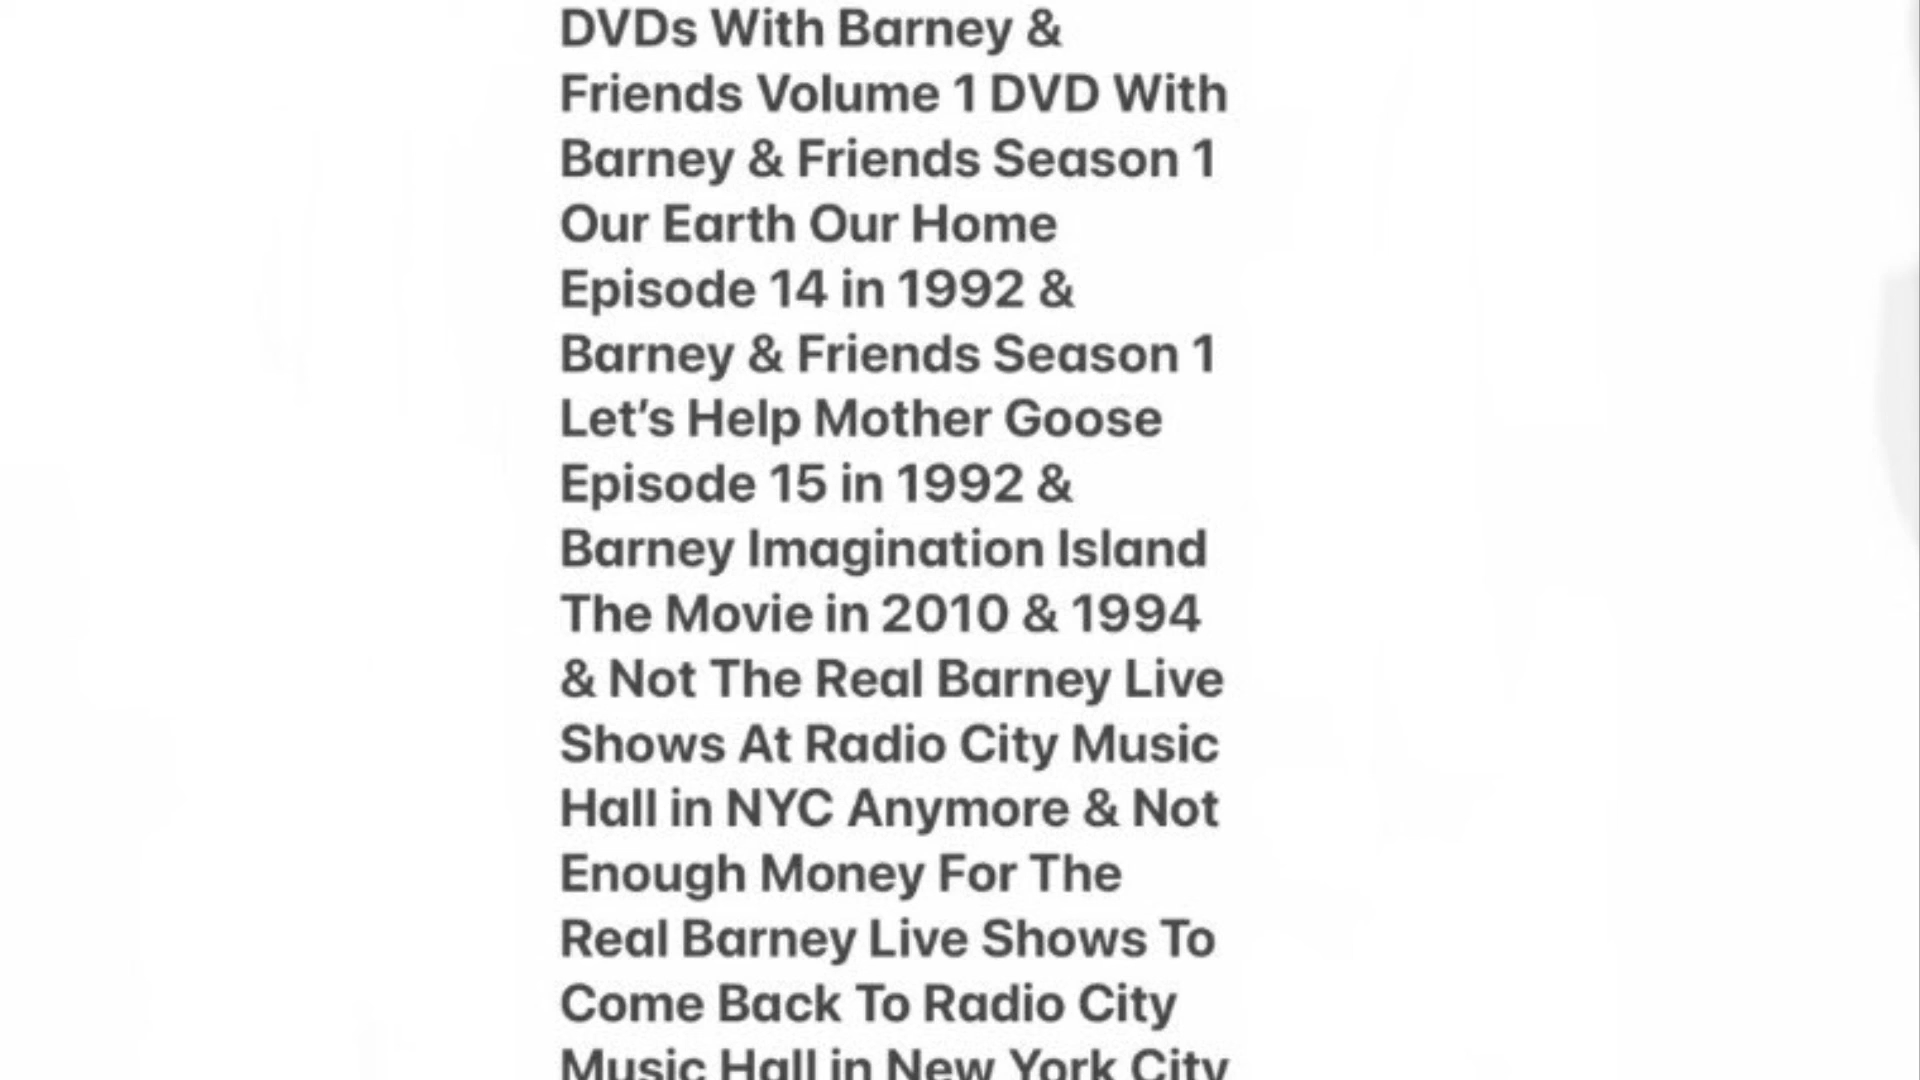 DVDs With Barney &
Friends Volume 1 DVD With
Barney & Friends Season 1
Our Earth Our Home
Episode 14 in 1992 &
Barney & Friends Season 1
Let’s Help Mother Goose
Episode 15 in 1992 &
Barney Imagination Island
The Movie in 2010 & 1994
& Not The Real Barney Live
Shows At Radio City Music
Hall in NYC Anymore & Not
Enough Money For The
Real Barney Live Shows To
Come Back To Radio City
Music Hall in New York City